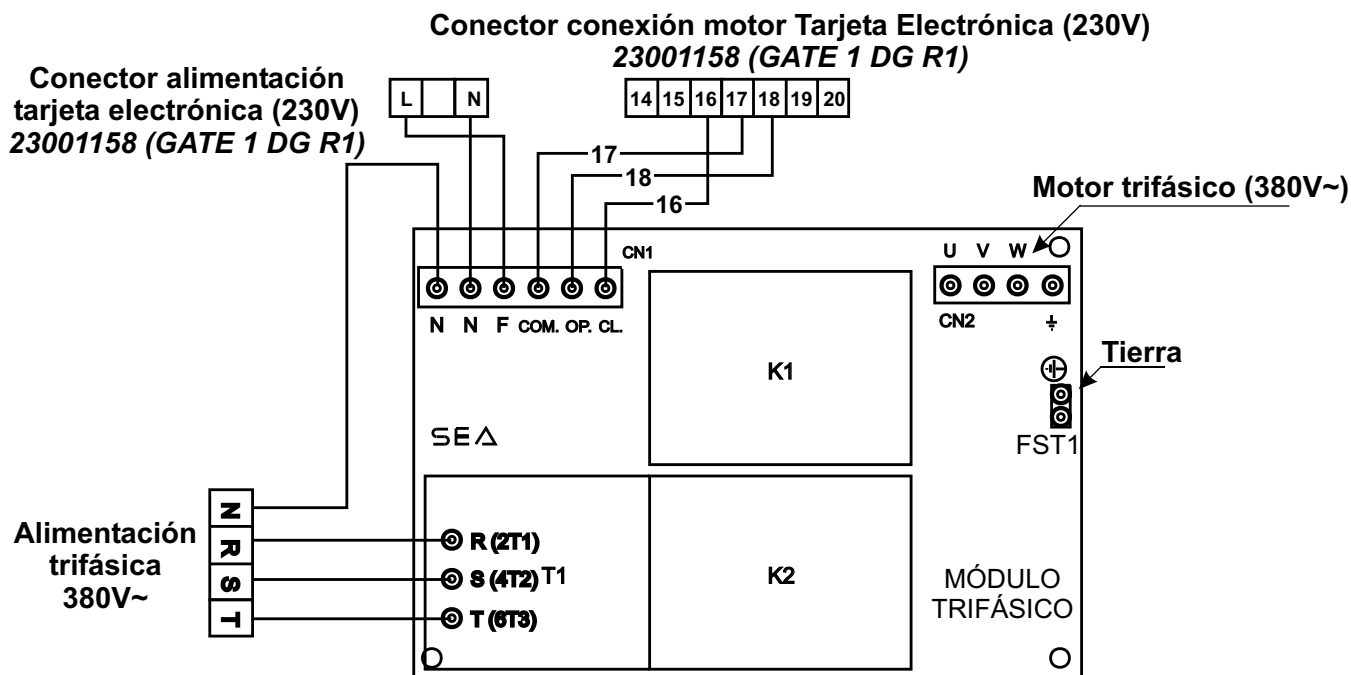 Conector conexión motor Tarjeta Electrónica (230V)
23001158 (GATE 1 DG R1)
Conector alimentación
tarjeta electrónica (230V)
23001158 (GATE 1 DG R1)
L N
14 15 16 17 18 19 20
17
18
16
Motor trifásico (380V~)
CN1
U V W
N N F COM. OP. CL.
CN2
K1
Tierra
FST1
SEA
Alimentación
trifásica
380V~
N
R
S
T
R (2T1)
S (4T2) T1
T (6T3)
K2
MÓDULO
TRIFÁSICO